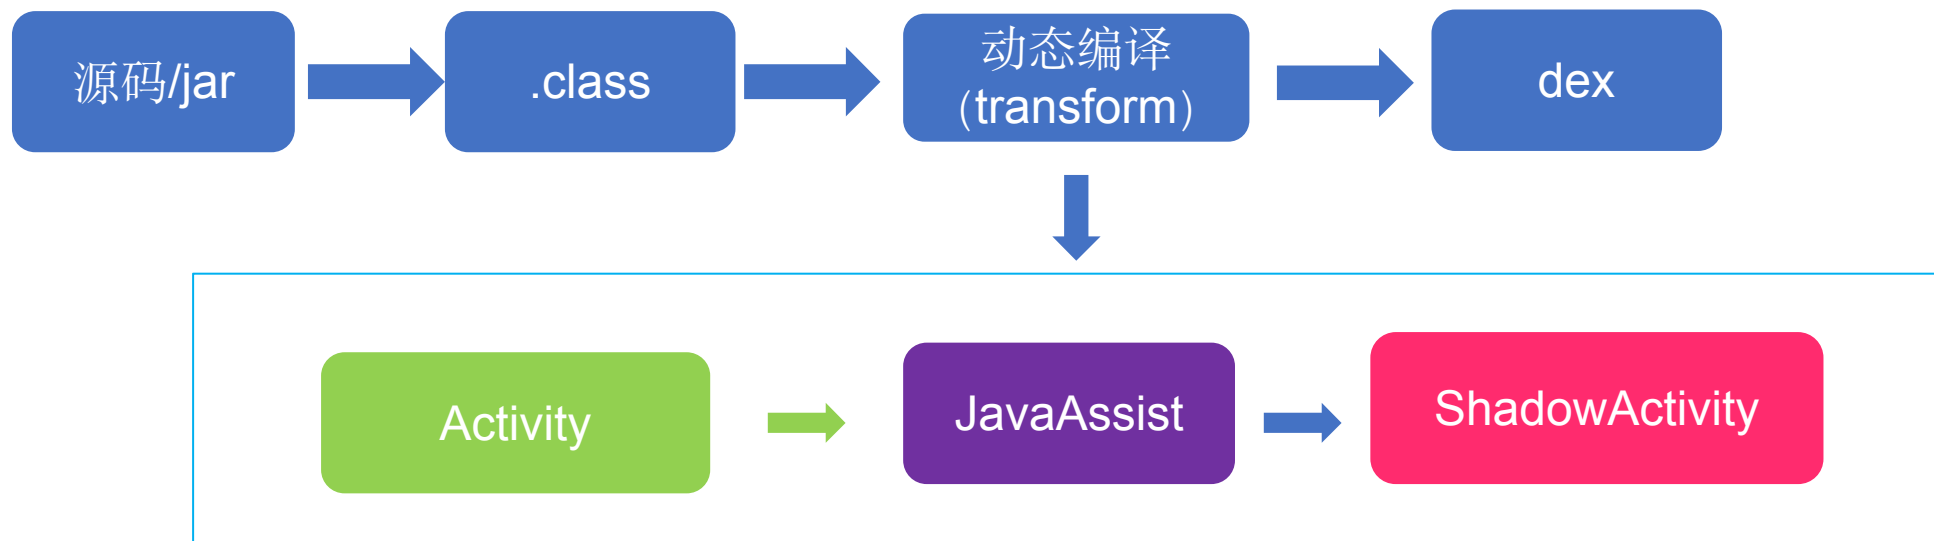 源码/jar
.class
动态编译
（transform）
dex
Activity
JavaAssist
ShadowActivity